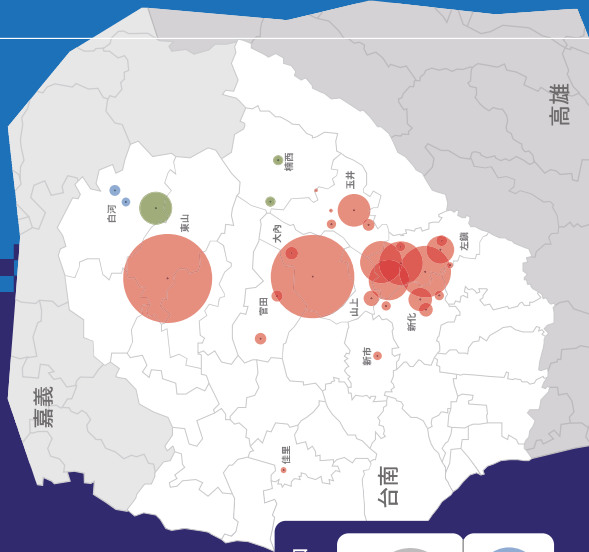 高雄
楠西
玉井
白河
東山
大內
左鎮
官田
山上
新化
新市
嘉義
佳里
台南